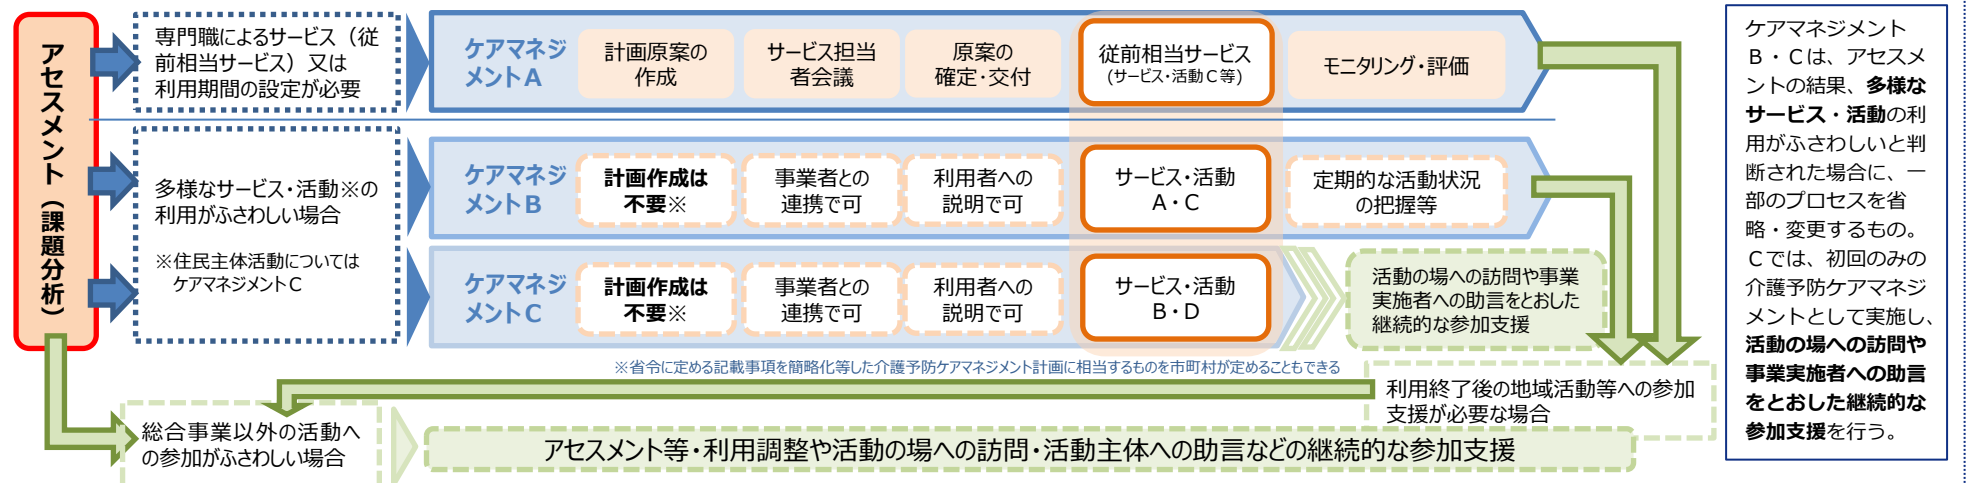 アセスメント（課題分析）
専門職によるサービス（従
前相当サービス）又は
利用期間の設定が必要
ケアマネジ
メントA
計画原案の
作成
サービス担当
者会議
原案の
確定・交付
従前相当サービス
(サービス・活動C等)
モニタリング・評価
多様なサービス・活動※の
利用がふさわしい場合
※住民主体活動については
ケアマネジメントC
ケアマネジ
メントB
計画作成は
不要※
事業者との
連携で可
利用者への
説明で可
サービス・活動
A・C
定期的な活動状況
の把握等
ケアマネジ
メントC
計画作成は
不要※
事業者との
連携で可
利用者への
説明で可
サービス・活動
B・D
活動の場への訪問や事業
実施者への助言をとおした
継続的な参加支援
※省令に定める記載事項を簡略化等した介護予防ケアマネジメント計画に相当するものを市町村が定めることもできる
利用終了後の地域活動等への参加
支援が必要な場合
総合事業以外の活動へ
の参加がふさわしい場合
アセスメント等・利用調整や活動の場への訪問・活動主体への助言などの継続的な参加支援
ケアマネジメント
Ｂ・Ｃは、アセスメ
ントの結果、多様な
サービス・活動の利
用がふさわしいと判
断された場合に、一
部のプロセスを省
略・変更するもの。
Ｃでは、初回のみの
介護予防ケアマネジ
メントとして実施し、
活動の場への訪問や
事業実施者への助言
をとおした継続的な
参加支援を行う。